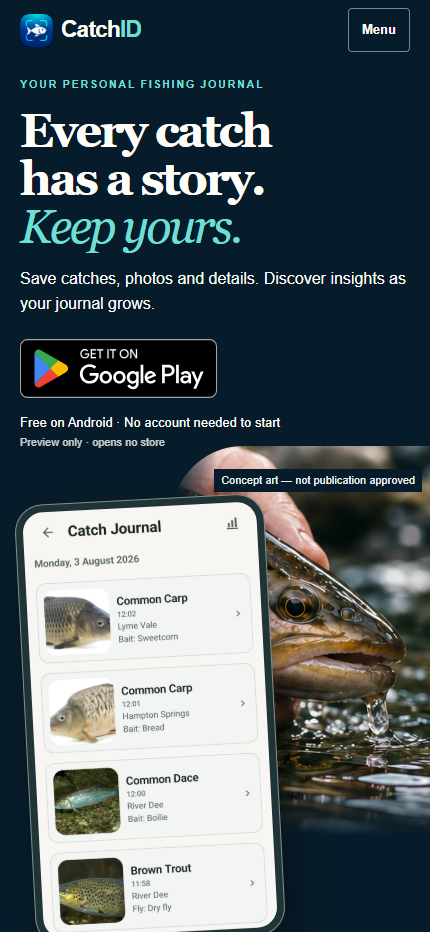 CatchID
Menu
YOUR PERSONAL FISHING JOURNAL
Every catch
has a story.
Keep yours.
Save catches, photos and details. Discover insights as
your journal grows.
GET IT ON
Google Play
Free on Android · No account needed to start
Preview only · opens no store
Concept art — not publication approved
Catch Journal
Monday, 3 August 2026
Common Carp
12:02
Lyme Vale
Bait: Sweetcorn
Common Carp
12:01
Hampton Springs
Bait: Bread
Common Dace
12:00
River Dee
Bait: Boilie
Brown Trout
11:58
River Dee
Fly: Dry fly